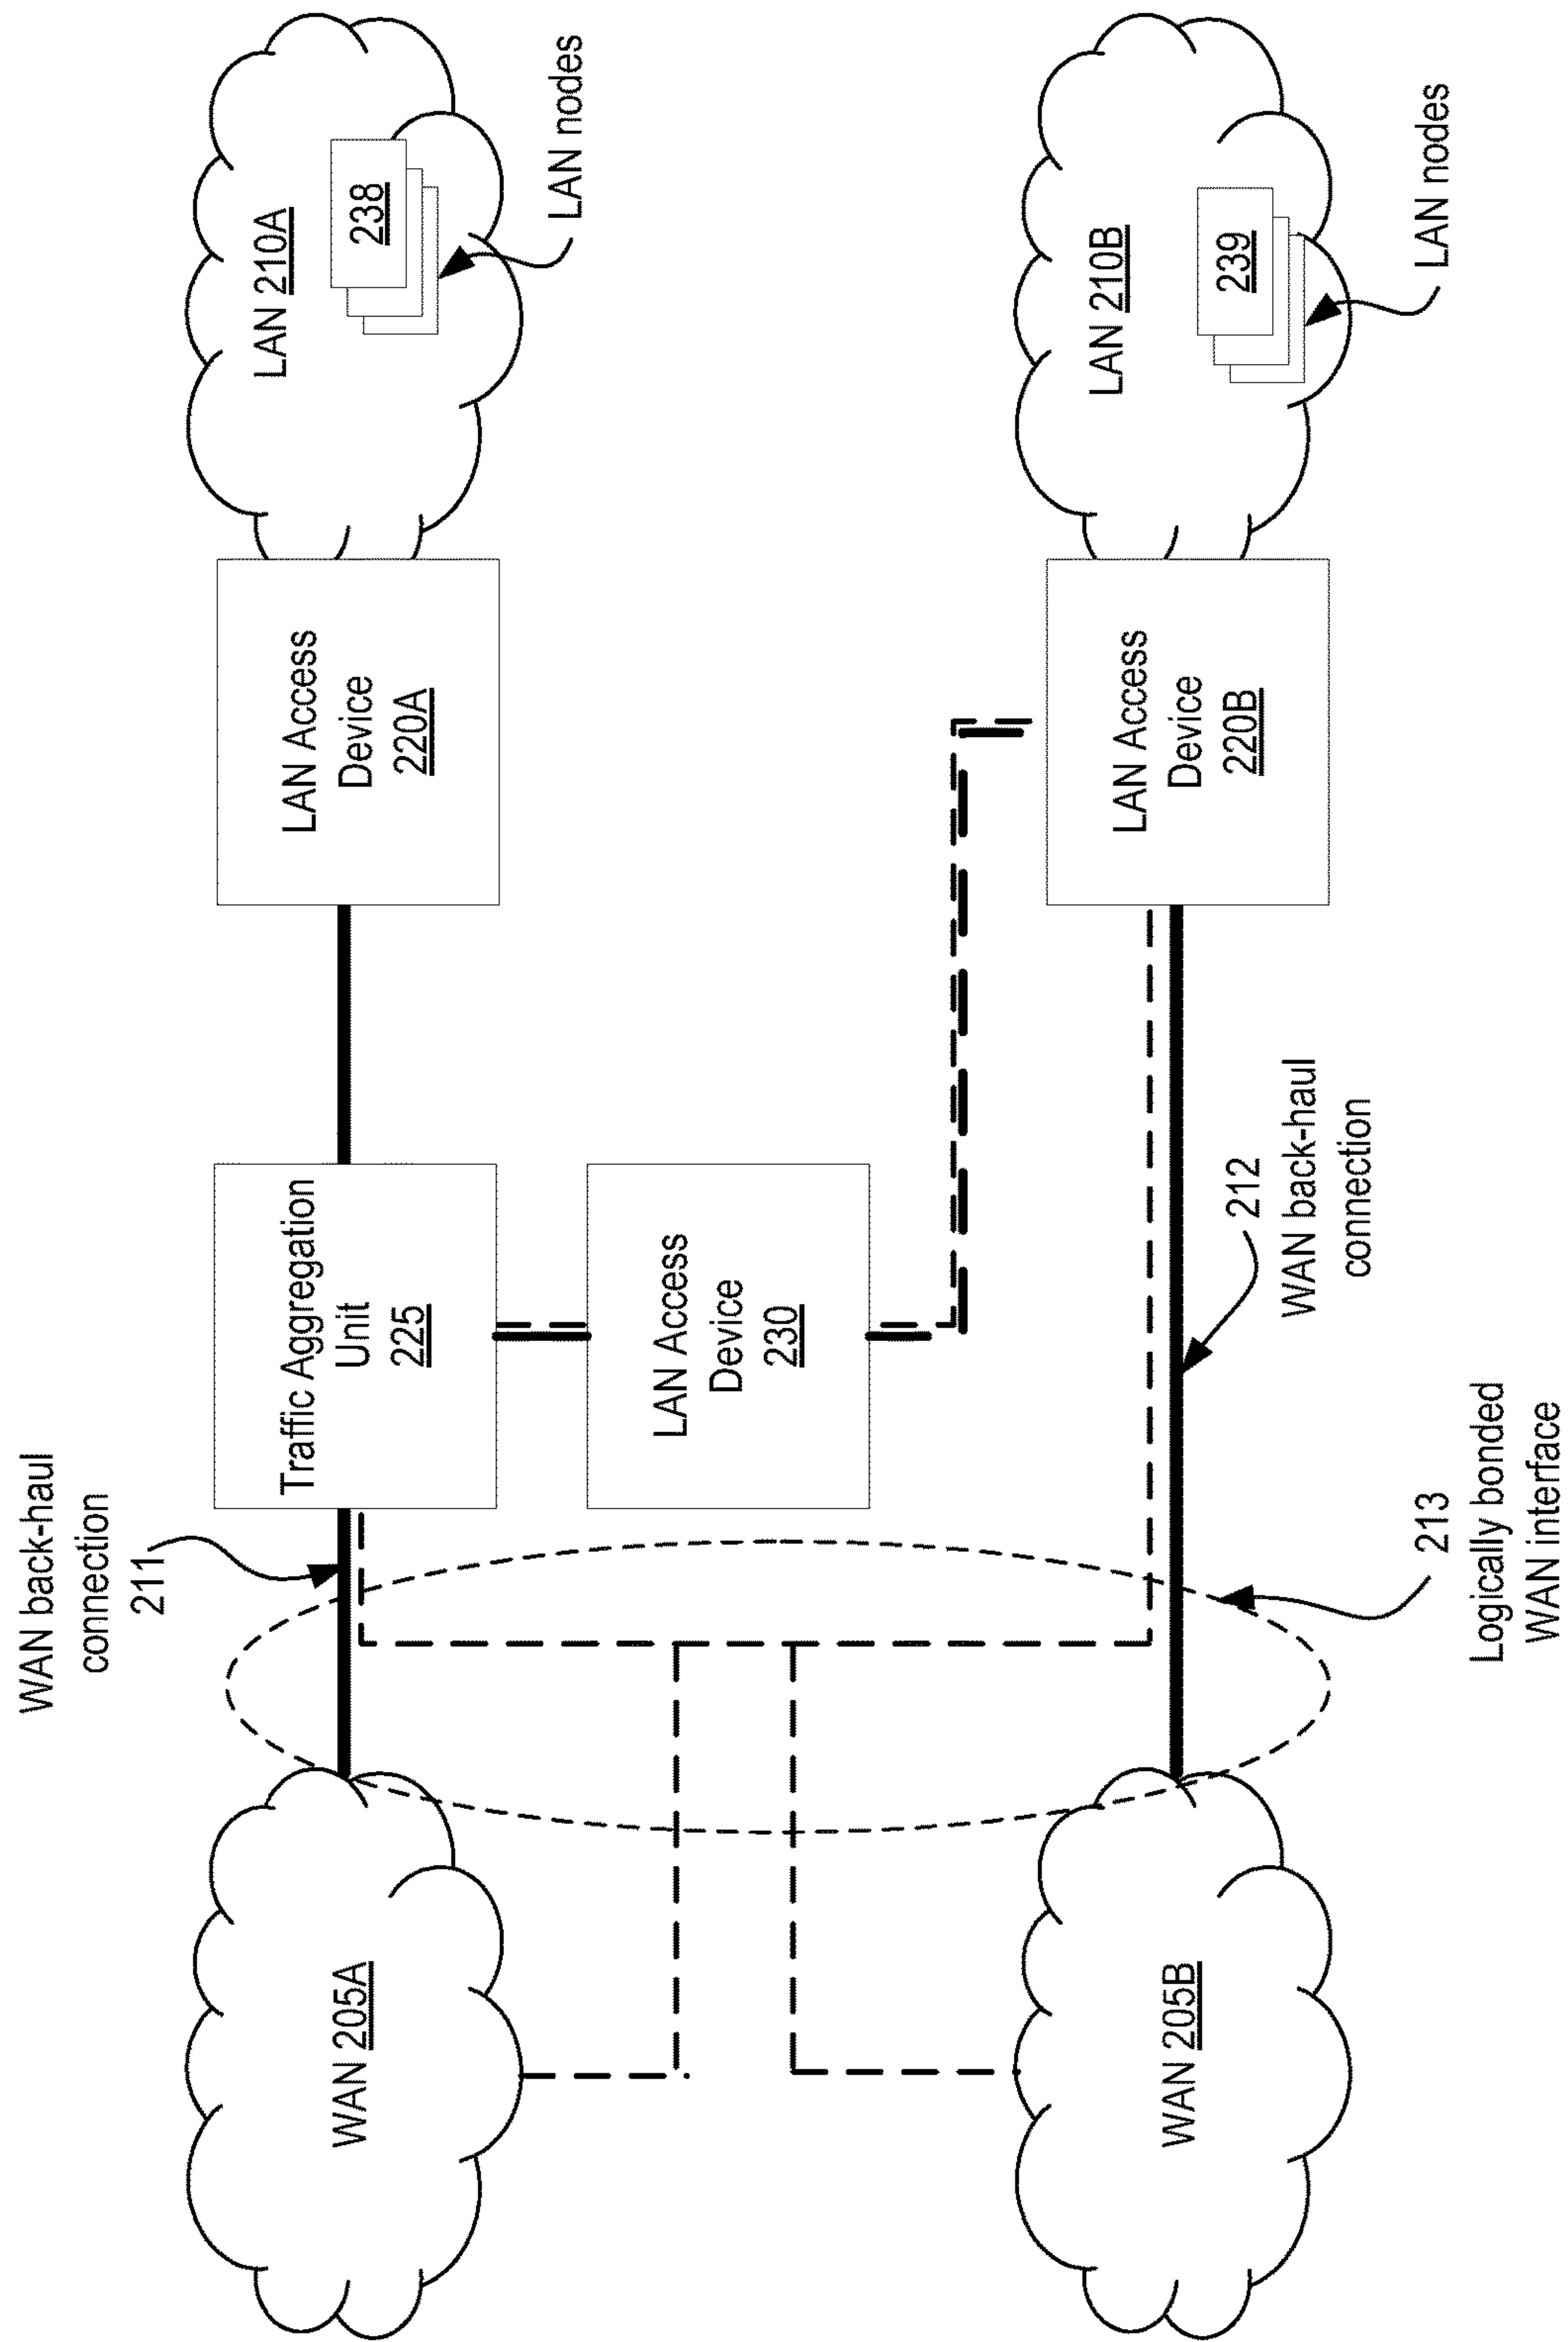 WAN back-haul
connection
211
WAN 205A
Traffic Aggregation
Unit
225
LAN Access
Device
220A
LAN 210A
238
LAN nodes
LAN Access
Device
230
WAN 205B
LAN Access
Device
220B
LAN 210B
239
LAN nodes
212
WAN back-haul
connection
213
Logically bonded
WAN interface